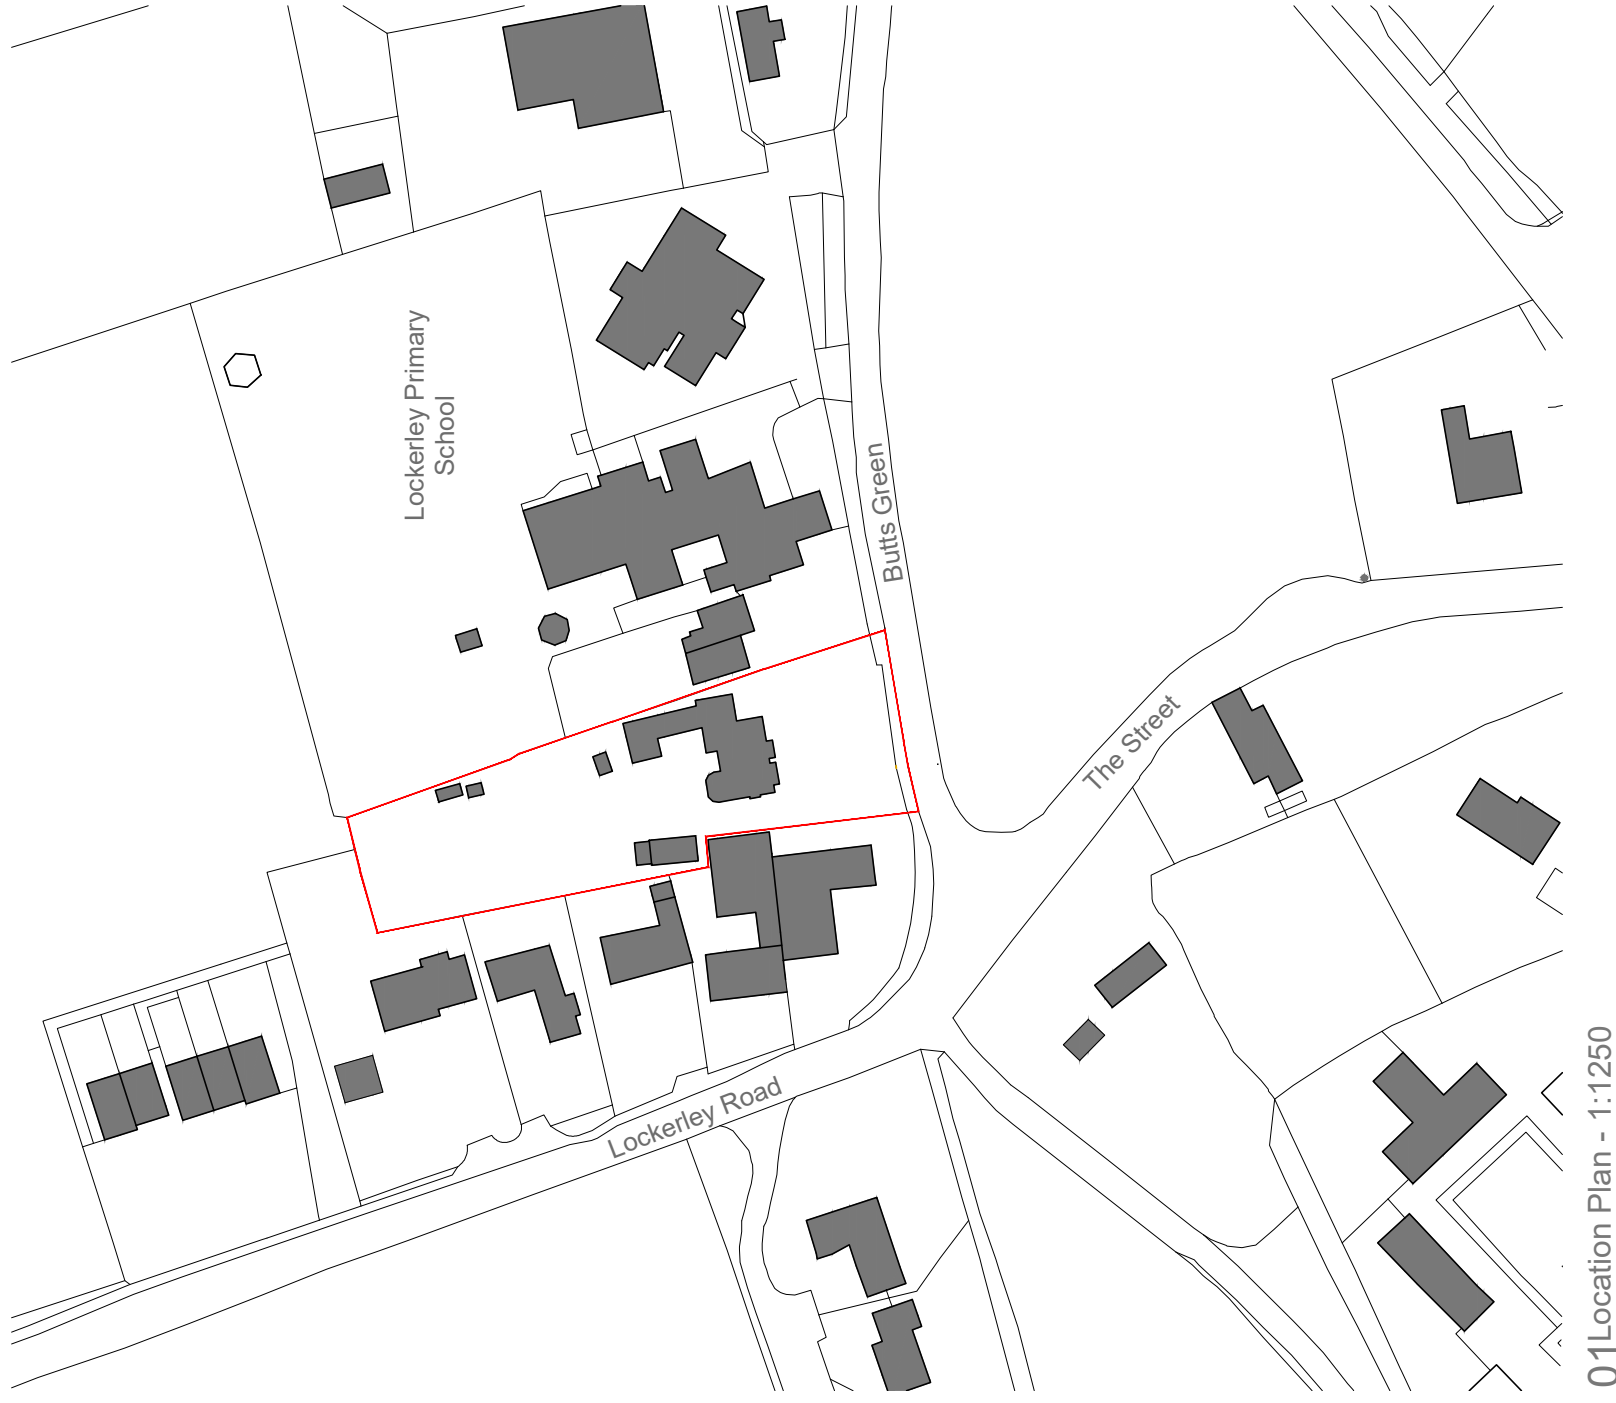 Lockerley Primary
School
Butts Green
The Street
Lockerley Road
01Location Plan - 1:1250